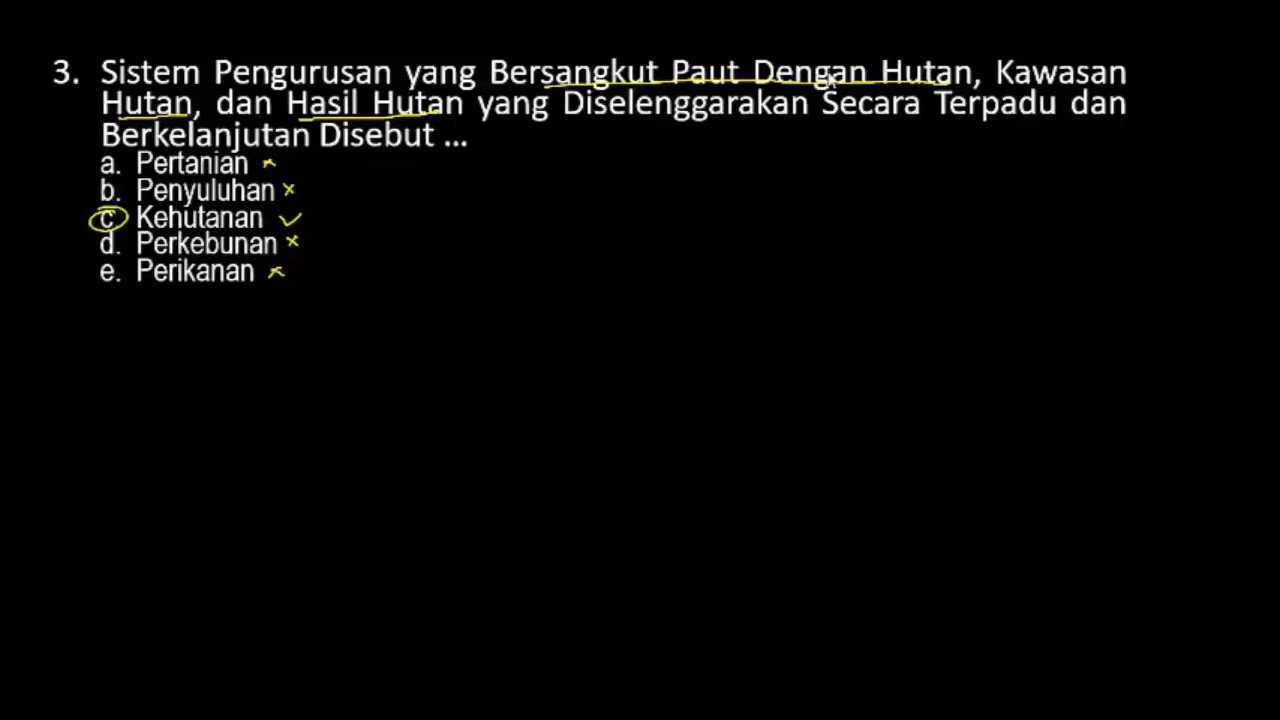 3. Sistem Pengurusan yang Bersangkut Paut Dengan Hutan, Kawasan
Hutan, dan Hasil Hutan yang Diselenggarakan Secara Terpadu dan
Berkelanjutan Disebut ...
a. Pertanian
b. Penyuluhan
c. Kehutanan
d. Perkebunan
e. Perikanan